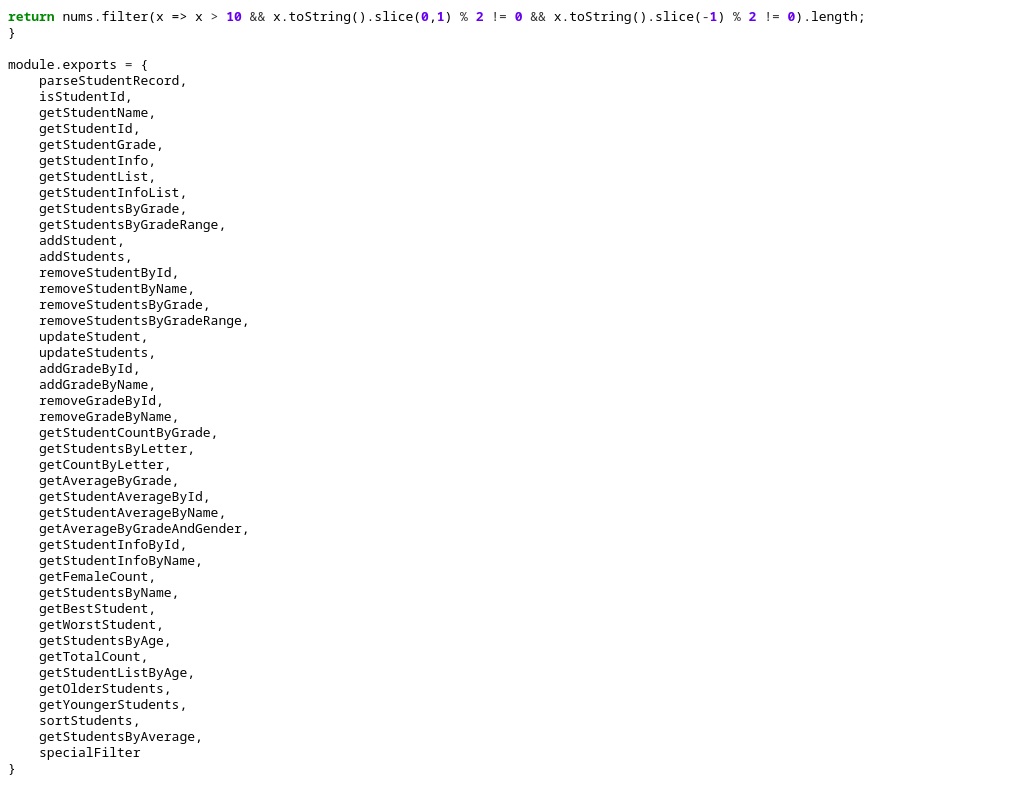 return nums.filter(x => x > 10 && x.toString().slice(0,1) % 2 != 0 && x.toString().slice(-1) % 2 != 0).length;
}

module.exports = {
    parseStudentRecord,
    isStudentId,
    getStudentName,
    getStudentId,
    getStudentGrade,
    getStudentInfo,
    getStudentList,
    getStudentInfoList,
    getStudentsByGrade,
    getStudentsByGradeRange,
    addStudent,
    addStudents,
    removeStudentById,
    removeStudentByName,
    removeStudentsByGrade,
    removeStudentsByGradeRange,
    updateStudent,
    updateStudents,
    addGradeById,
    addGradeByName,
    removeGradeById,
    removeGradeByName,
    getStudentCountByGrade,
    getStudentsByLetter,
    getCountByLetter,
    getAverageByGrade,
    getStudentAverageById,
    getStudentAverageByName,
    getAverageByGradeAndGender,
    getStudentInfoById,
    getStudentInfoByName,
    getFemaleCount,
    getStudentsByName,
    getBestStudent,
    getWorstStudent,
    getStudentsByAge,
    getTotalCount,
    getStudentListByAge,
    getOlderStudents,
    getYoungerStudents,
    sortStudents,
    getStudentsByAverage,
    specialFilter
}